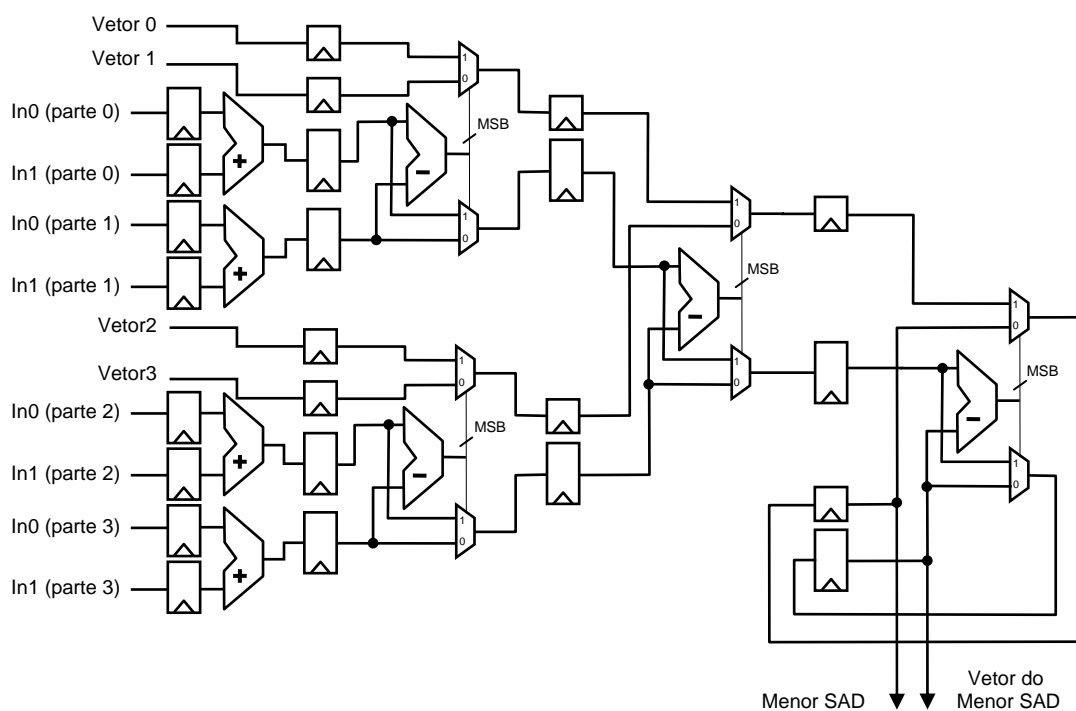 Vetor 0
1
0
Vetor 1
In0 (parte 0)
+
In1 (parte 0)
-
MSB
In0 (parte 1)
+
In1 (parte 1)
1
0
1
0
-
MSB
1
0
Vetor2
1
0
Vetor3
In0 (parte 2)
+
In1 (parte 2)
-
MSB
In0 (parte 3)
+
In1 (parte 3)
1
0
1
0
-
MSB
1
0
Menor SAD
Vetor do
Menor SAD